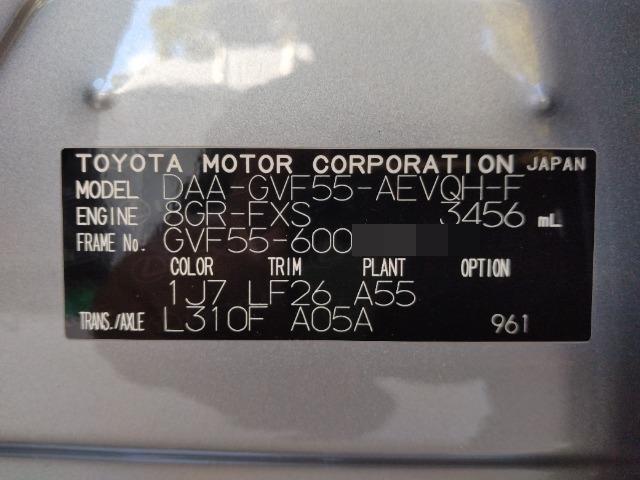 TOYOTA MOTOR CORPORATION JAPAN
MODEL DAA-GVF55-AEVQH-F
ENGINE 8GR-FXS 3456 mL
FRAME No. GVF55-600
COLOR TRIM PLANT OPTION
1J7 LF26 A55
TRANS./AXLE L310F A05A 961